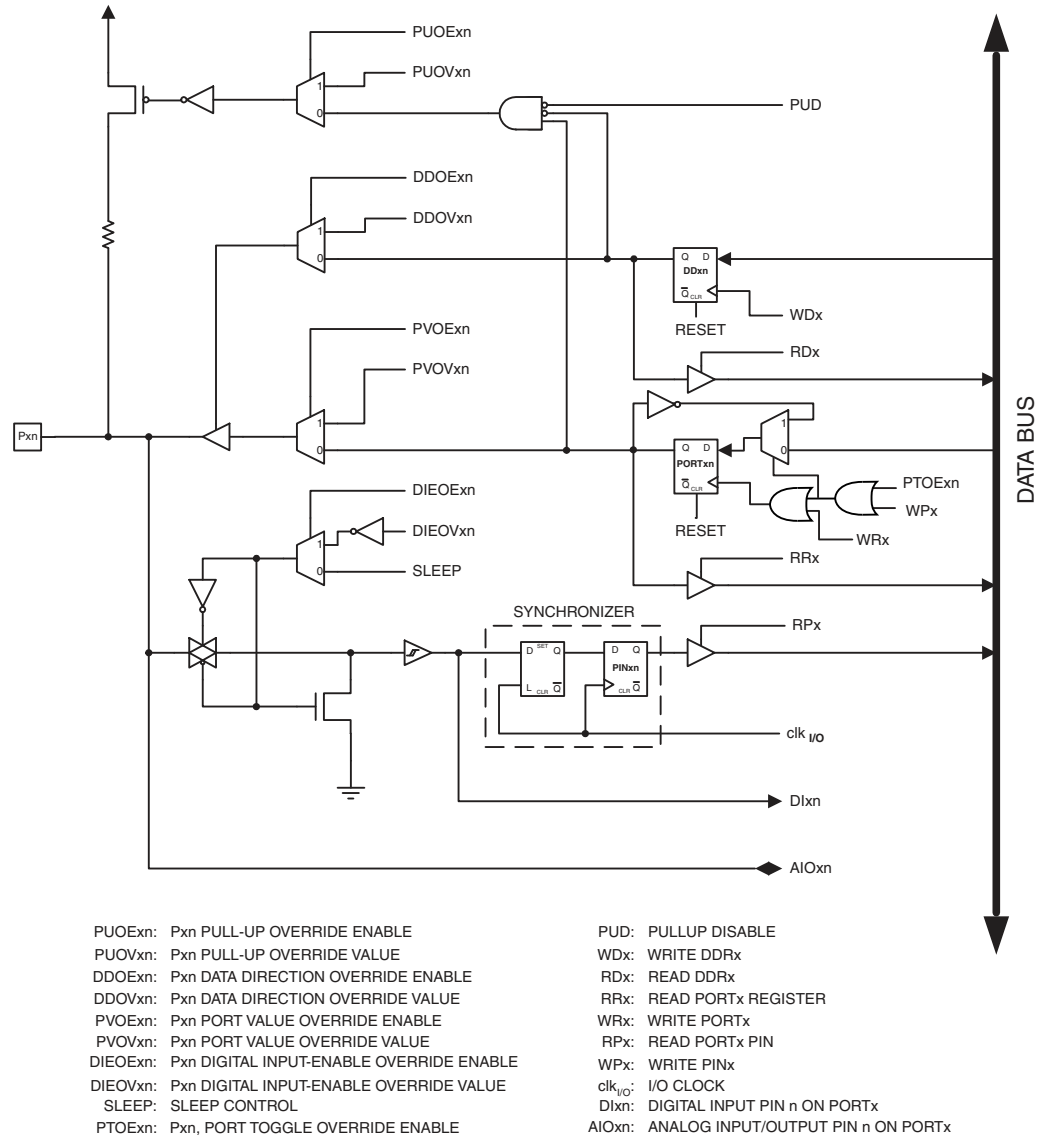 PUOExn
PUOVxn
1
0
PUD
DDOExn
DDOVxn
1
0
Q D
DDxn
Q CLR
WDx
RESET
PVOExn
RDx
PVOVxn
Pxn
1
0
1
0
Q D
PORTxn
Q CLR
PTOExn
WPx
RESET
WRx
DATA BUS
DIEOExn
DIEOVxn
1
0
SLEEP
RRx
SYNCHRONIZER
RPx
D SET Q
L CLR Q
D Q
PINxn
CLR Q
clk I/O
DIxn
AIOxn
PUOExn: Pxn PULL-UP OVERRIDE ENABLE
PUOVxn: Pxn PULL-UP OVERRIDE VALUE
DDOExn: Pxn DATA DIRECTION OVERRIDE ENABLE
DDOVxn: Pxn DATA DIRECTION OVERRIDE VALUE
PVOExn: Pxn PORT VALUE OVERRIDE ENABLE
PVOVxn: Pxn PORT VALUE OVERRIDE VALUE
DIEOExn: Pxn DIGITAL INPUT-ENABLE OVERRIDE ENABLE
DIEOVxn: Pxn DIGITAL INPUT-ENABLE OVERRIDE VALUE
SLEEP: SLEEP CONTROL
PTOExn: Pxn, PORT TOGGLE OVERRIDE ENABLE
PUD: PULLUP DISABLE
WDx: WRITE DDRx
RDx: READ DDRx
RRx: READ PORTx REGISTER
WRx: WRITE PORTx
RPx: READ PORTx PIN
WPx: WRITE PINx
clkI/O: I/O CLOCK
DIxn: DIGITAL INPUT PIN n ON PORTx
AIOxn: ANALOG INPUT/OUTPUT PIN n ON PORTx